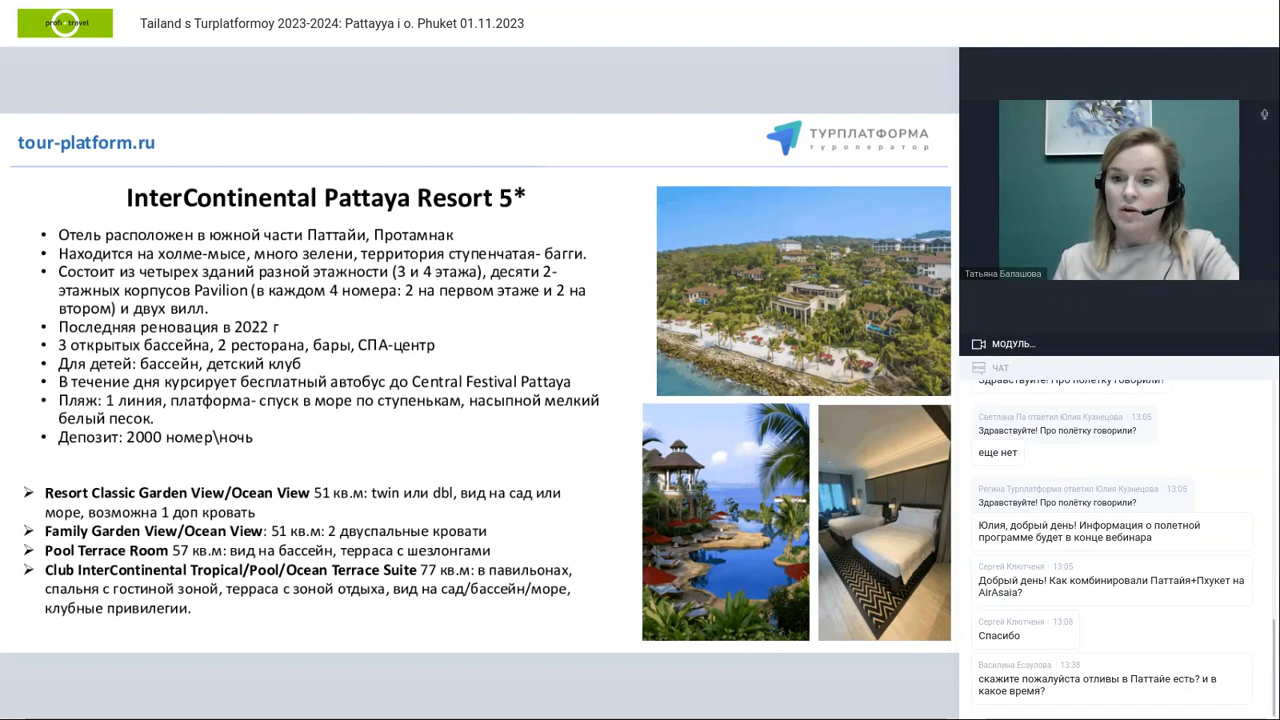 profi travel
Tailand s Turplatformoy 2023-2024: Pattayya i o. Phuket 01.11.2023
tour-platform.ru
ТУРПЛАТФОРМА
туроператор
InterContinental Pattaya Resort 5*
• Отель расположен в южной части Паттайи, Протамнак
• Находится на холме-мысе, много зелени, территория ступенчатая- багги.
• Состоит из четырех зданий разной этажности (3 и 4 этажа), десяти 2-
этажных корпусов Pavilion (в каждом 4 номера: 2 на первом этаже и 2 на
втором) и двух вилл.
• Последняя реновация в 2022 г
• 3 открытых бассейна, 2 ресторана, бары, СПА-центр
• Для детей: бассейн, детский клуб
• В течение дня курсирует бесплатный автобус до Central Festival Pattaya
• Пляж: 1 линия, платформа- спуск в море по ступенькам, насыпной мелкий
белый песок.
• Депозит: 2000 номер\ночь
➢ Resort Classic Garden View/Ocean View 51 кв.м: twin или dbl, вид на сад или
море, возможна 1 доп кровать
➢ Family Garden View/Ocean View: 51 кв.м: 2 двуспальные кровати
➢ Pool Terrace Room 57 кв.м: вид на бассейн, терраса с шезлонгами
➢ Club InterContinental Tropical/Pool/Ocean Terrace Suite 77 кв.м: в павильонах,
спальня с гостиной зоной, терраса с зоной отдыха, вид на сад/бассейн/море,
клубные привилегии.
Татьяна Балашова
МОДУЛЬ…
ЧАТ
Здравствуйте! Про полётку говорили?
Светлана Па ответил Юлия Кузнецова 13:05
Здравствуйте! Про полётку говорили?
еще нет
Регина Турплатформа ответил Юлия Кузнецова 13:05
Здравствуйте! Про полётку говорили?
Юлия, добрый день! Информация о полетной
программе будет в конце вебинара
Сергей Клютченя 13:05
Добрый день! Как комбинировали Паттайя+Пхукет на
AirAsaia?
Сергей Клютченя 13:08
Спасибо
Василина Есаулова 13:38
скажите пожалуйста отливы в Паттайе есть? и в
какое время?